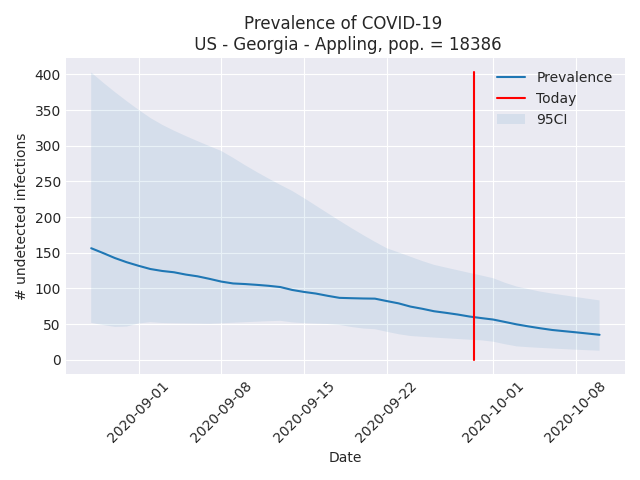 Prevalence of COVID-19
US - Georgia - Appling, pop. = 18386
Prevalence
Today
95CI
400
350
300
250
200
150
100
50
0
# undetected infections
2020-09-01
2020-09-08
2020-09-15
2020-09-22
2020-10-01
2020-10-08
Date